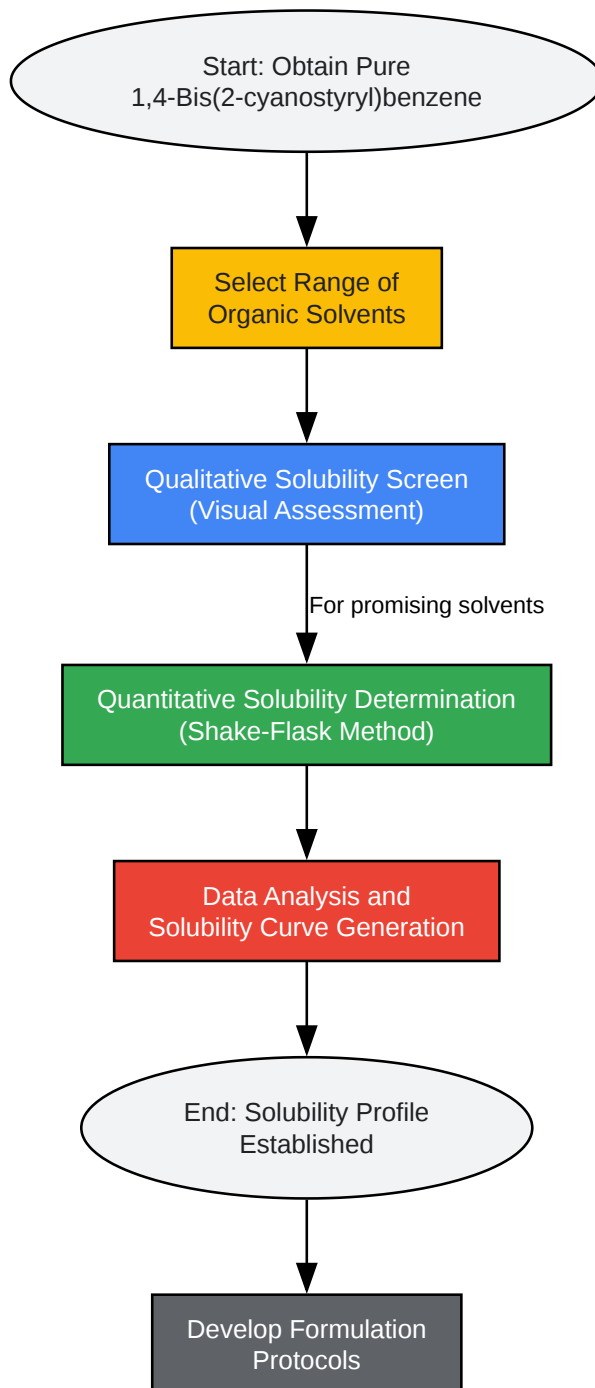 Start: Obtain Pure
1,4-Bis(2-cyanostyryl)benzene
Select Range of
Organic Solvents
Qualitative Solubility Screen
(Visual Assessment)
For promising solvents
Quantitative Solubility Determination
(Shake-Flask Method)
Data Analysis and
Solubility Curve Generation
End: Solubility Profile
Established
Develop Formulation
Protocols